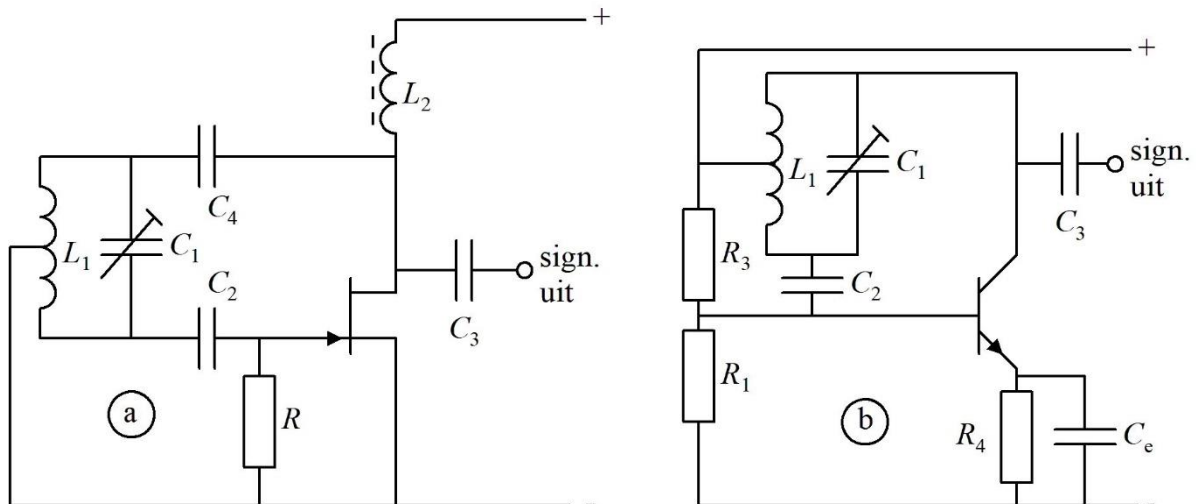 +
L₂
C₄
L₁
C₁
C₂
sign.
uit
C₃
R
a
+
L₁
C₁
sign.
uit
C₃
R₃
C₂
R₁
b
R₄
Cₑ